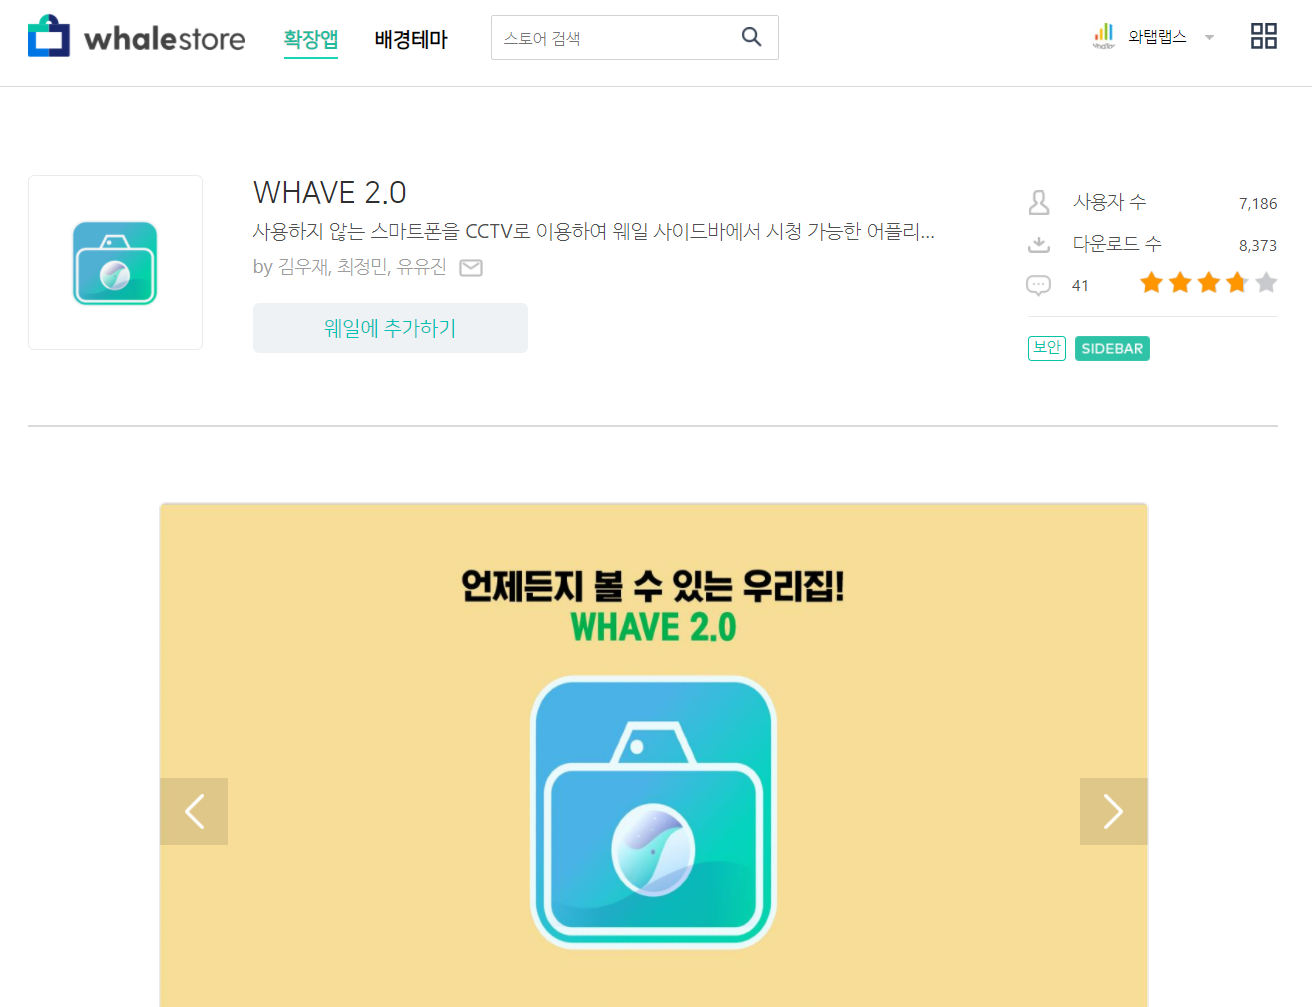 whalestore
확장앱
배경테마
스토어 검색
와탭랩스
WHAVE 2.0
사용하지 않는 스마트폰을 CCTV로 이용하여 웨일 사이드바에서 시청 가능한 어플리...
by 김우재, 최정민, 유유진
웨일에 추가하기
사용자 수 7,186
다운로드 수 8,373
41
보안 SIDEBAR
언제든지 볼 수 있는 우리집!
WHAVE 2.0